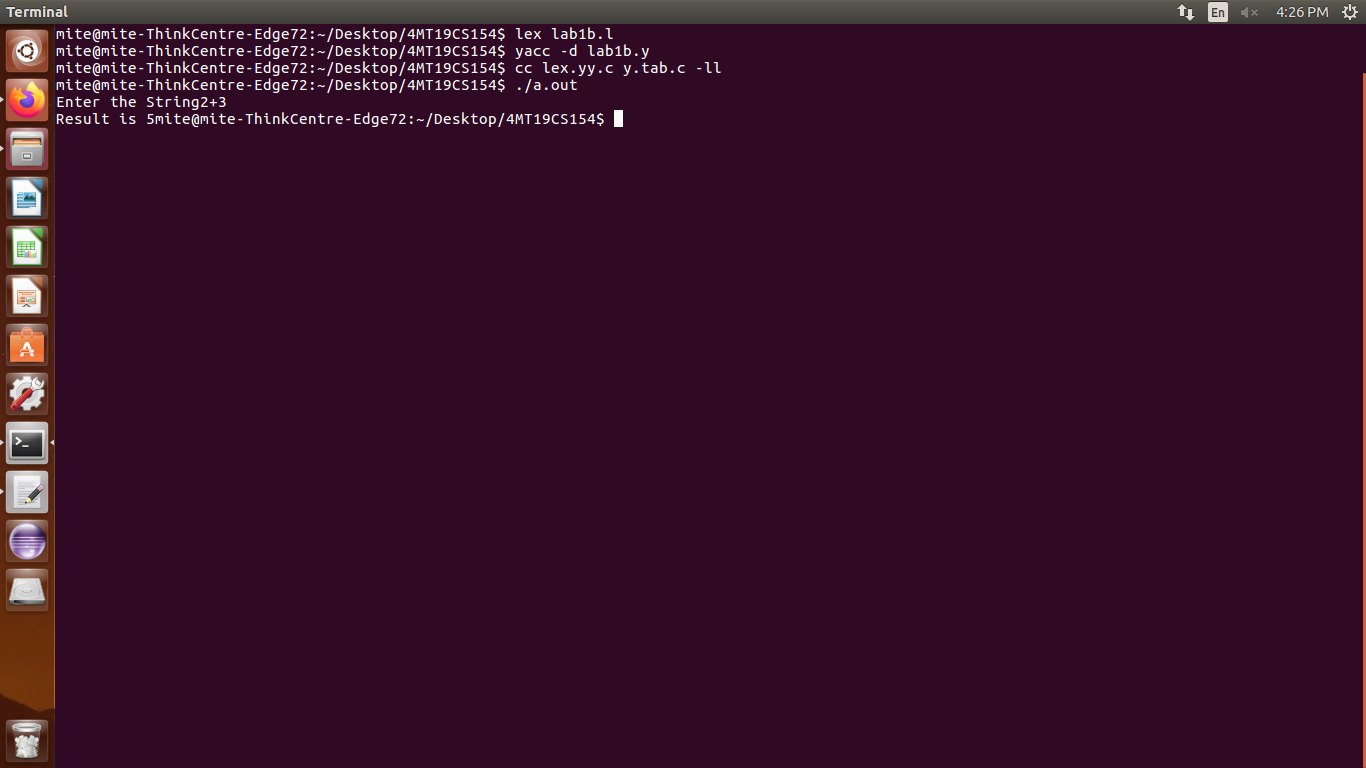 Terminal
En
4:26 PM
mite@mite-ThinkCentre-Edge72:~/Desktop/4MT19CS154$ lex lab1b.l
mite@mite-ThinkCentre-Edge72:~/Desktop/4MT19CS154$ yacc -d lab1b.y
mite@mite-ThinkCentre-Edge72:~/Desktop/4MT19CS154$ cc lex.yy.c y.tab.c -ll
mite@mite-ThinkCentre-Edge72:~/Desktop/4MT19CS154$ ./a.out
Enter the String2+3
Result is 5mite@mite-ThinkCentre-Edge72:~/Desktop/4MT19CS154$